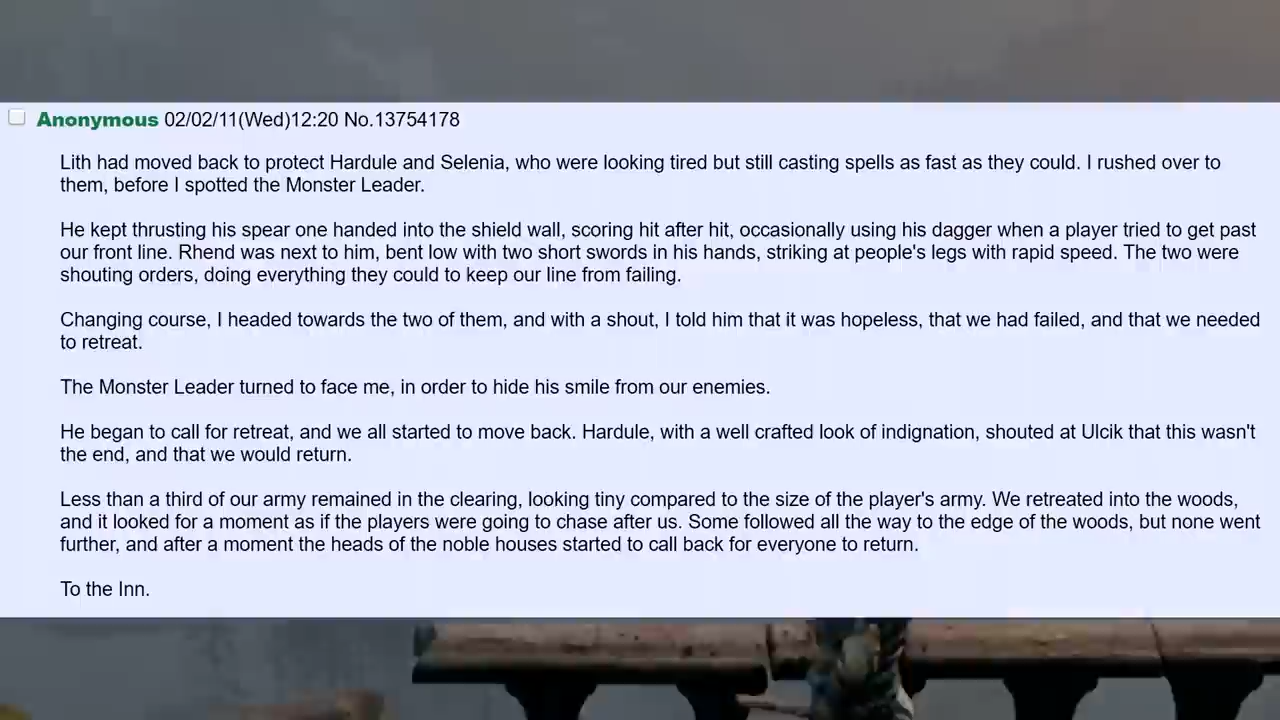 Anonymous 02/02/11(Wed)12:20 No.13754178
Lith had moved back to protect Hardule and Selenia, who were looking tired but still casting spells as fast as they could. I rushed over to
them, before I spotted the Monster Leader.
He kept thrusting his spear one handed into the shield wall, scoring hit after hit, occasionally using his dagger when a player tried to get past
our front line. Rhend was next to him, bent low with two short swords in his hands, striking at people's legs with rapid speed. The two were
shouting orders, doing everything they could to keep our line from failing.
Changing course, I headed towards the two of them, and with a shout, I told him that it was hopeless, that we had failed, and that we needed
to retreat.
The Monster Leader turned to face me, in order to hide his smile from our enemies.
He began to call for retreat, and we all started to move back. Hardule, with a well crafted look of indignation, shouted at Ulcik that this wasn't
the end, and that we would return.
Less than a third of our army remained in the clearing, looking tiny compared to the size of the player's army. We retreated into the woods,
and it looked for a moment as if the players were going to chase after us. Some followed all the way to the edge of the woods, but none went
further, and after a moment the heads of the noble houses started to call back for everyone to return.
To the Inn.